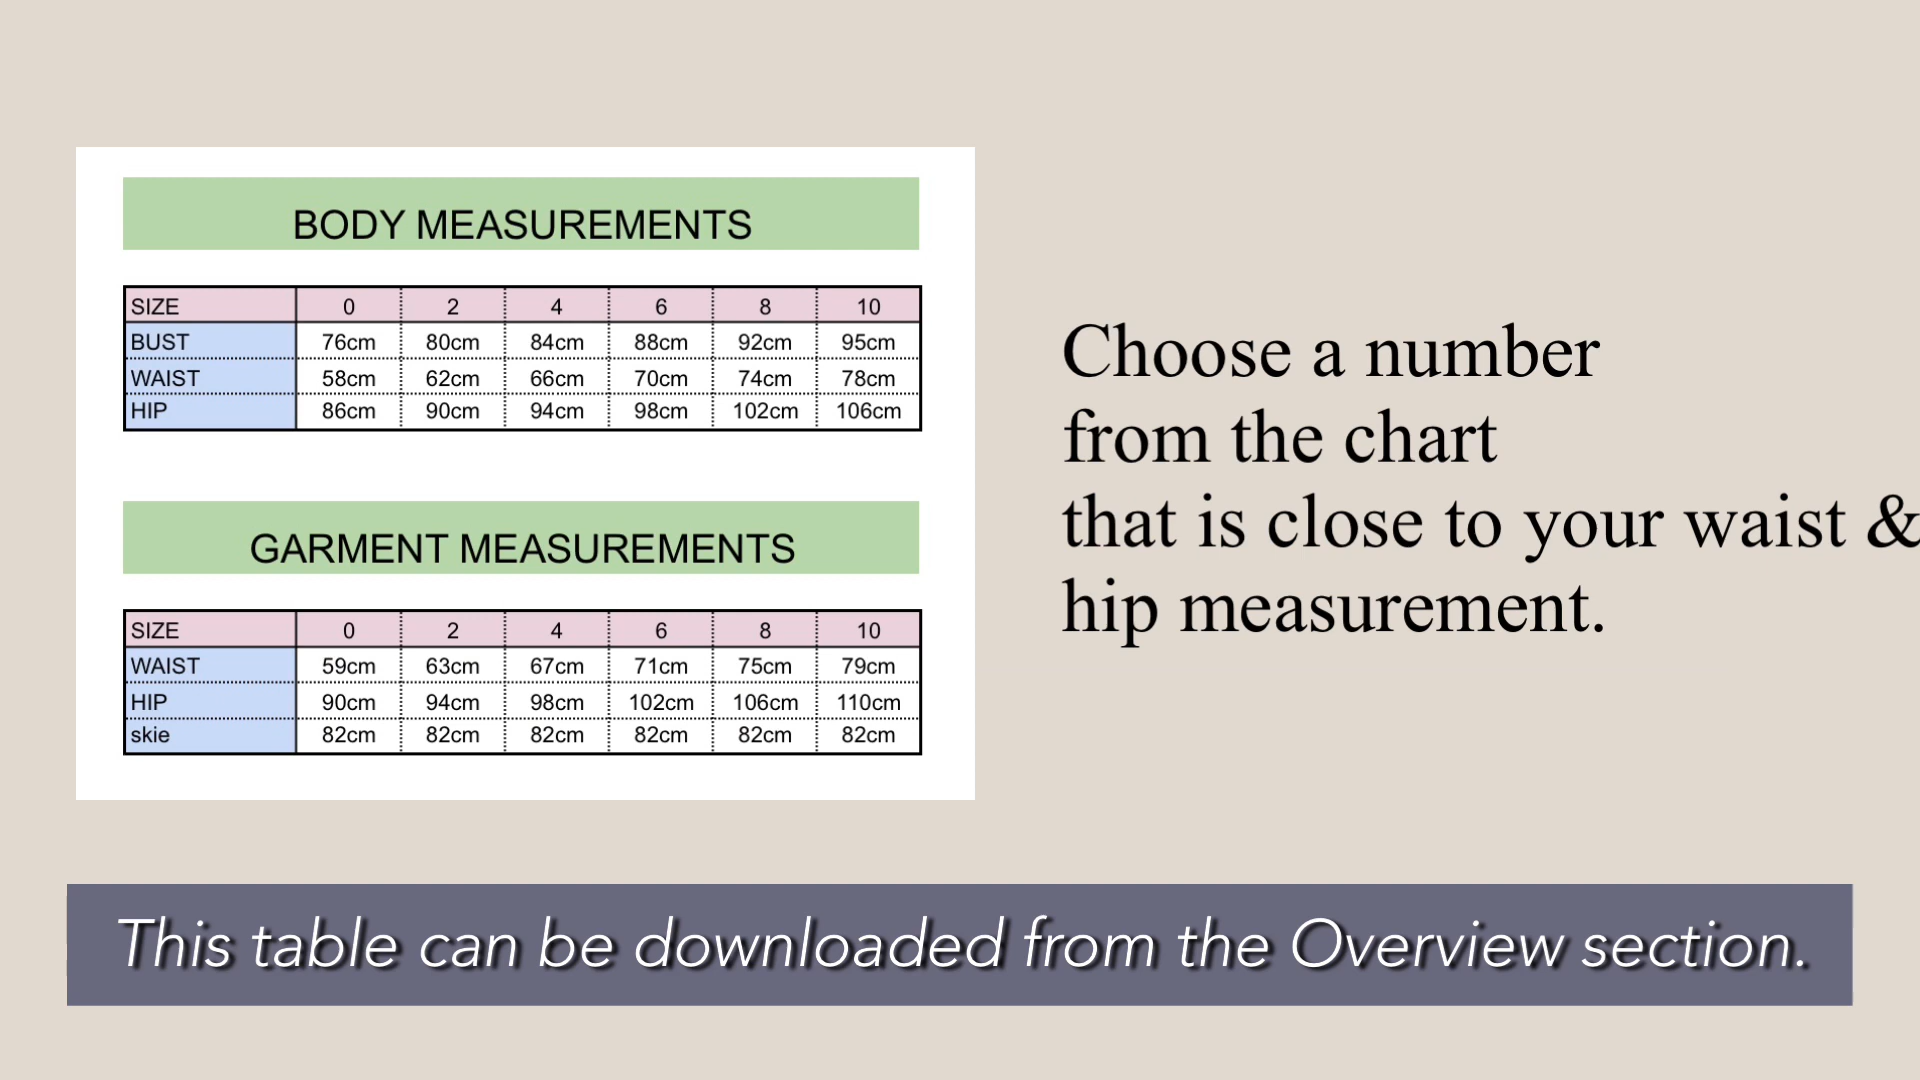 BODY MEASUREMENTS
SIZE 0 2 4 6 8 10
BUST 76cm 80cm 84cm 88cm 92cm 95cm
WAIST 58cm 62cm 66cm 70cm 74cm 78cm
HIP 86cm 90cm 94cm 98cm 102cm 106cm
GARMENT MEASUREMENTS
SIZE 0 2 4 6 8 10
WAIST 59cm 63cm 67cm 71cm 75cm 79cm
HIP 90cm 94cm 98cm 102cm 106cm 110cm
skie 82cm 82cm 82cm 82cm 82cm 82cm
Choose a number
from the chart
that is close to your waist &
hip measurement.
This table can be downloaded from the Overview section.